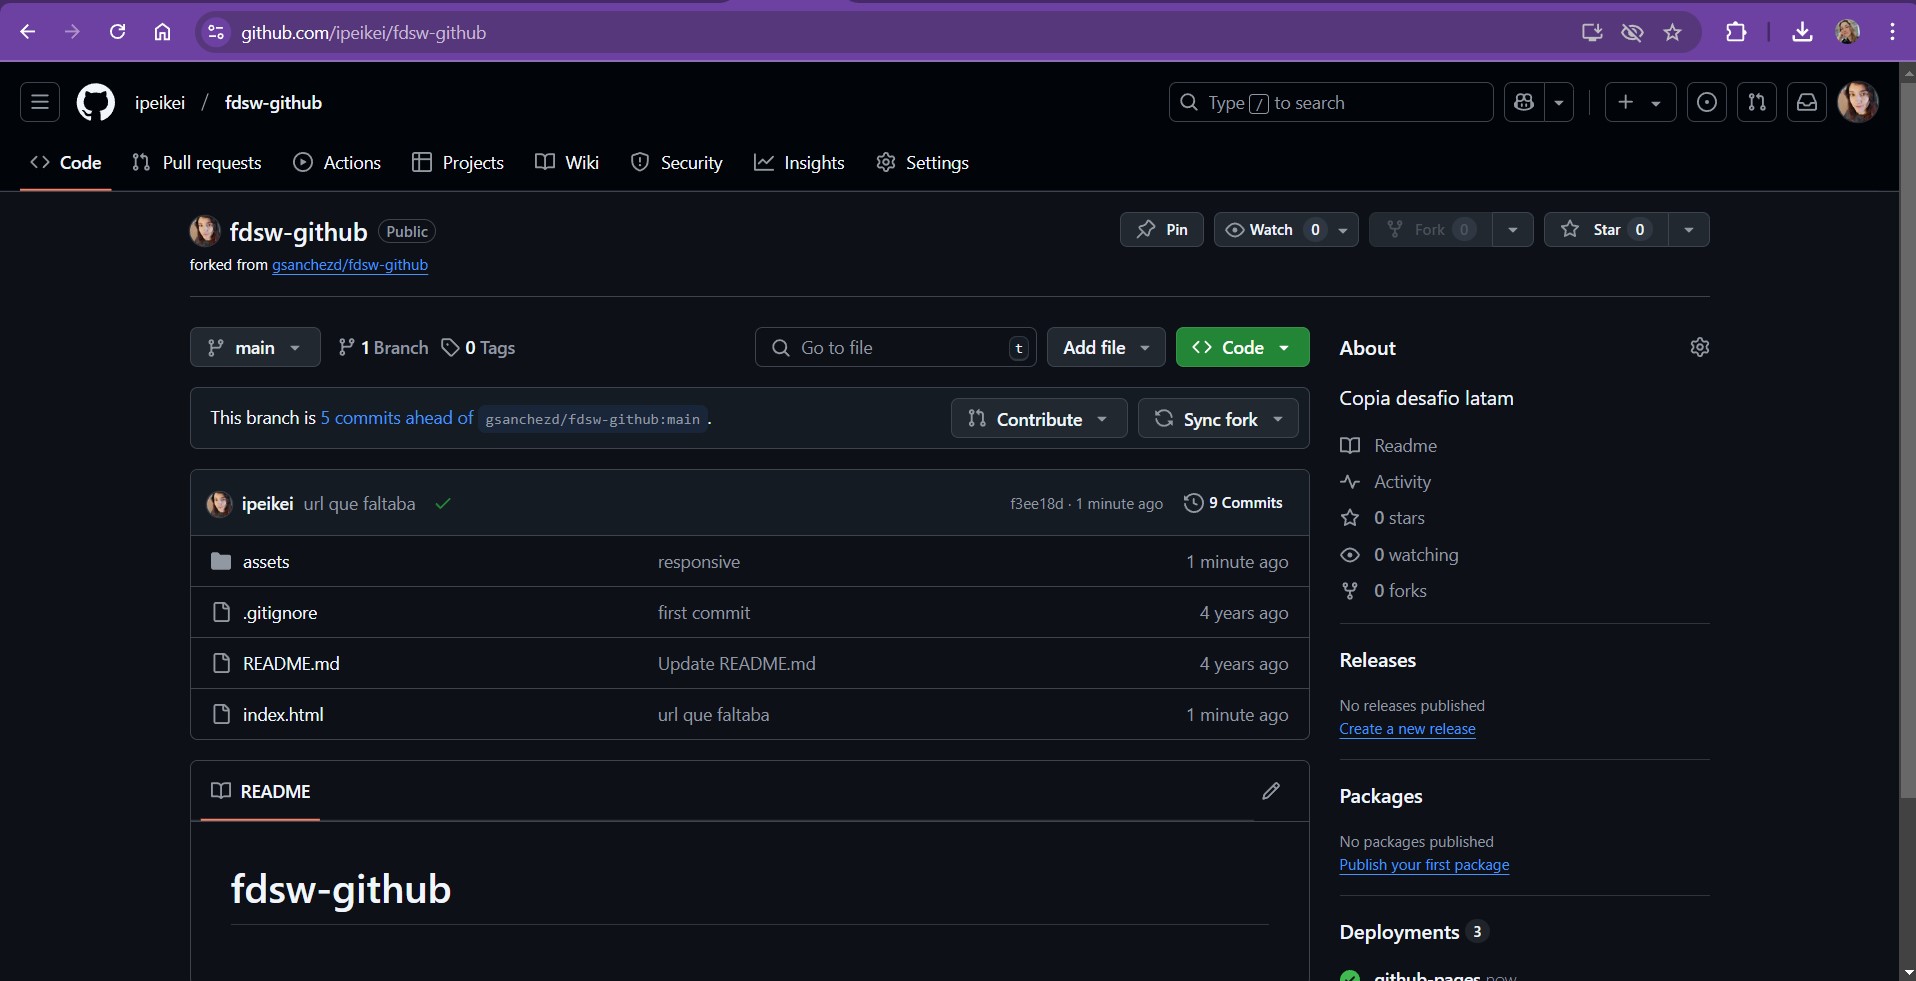 github.com/ipeikei/fdsw-github
ipeikei / fdsw-github
Type / to search
Code Pull requests Actions Projects Wiki Security Insights Settings
fdsw-github Public
Pin Watch 0 Fork 0 Star 0
forked from gsanchezd/fdsw-github
main 1 Branch 0 Tags Go to file t Add file Code
About
Copia desafio latam
This branch is 5 commits ahead of gsanchezd/fdsw-github:main .
Contribute Sync fork
Readme
Activity
0 stars
0 watching
0 forks
ipeikei url que faltaba f3ee18d · 1 minute ago 9 Commits
assets responsive 1 minute ago
.gitignore first commit 4 years ago
README.md Update README.md 4 years ago
index.html url que faltaba 1 minute ago
Releases
No releases published
Create a new release
README
fdsw-github
Packages
No packages published
Publish your first package
Deployments 3
github-pages now